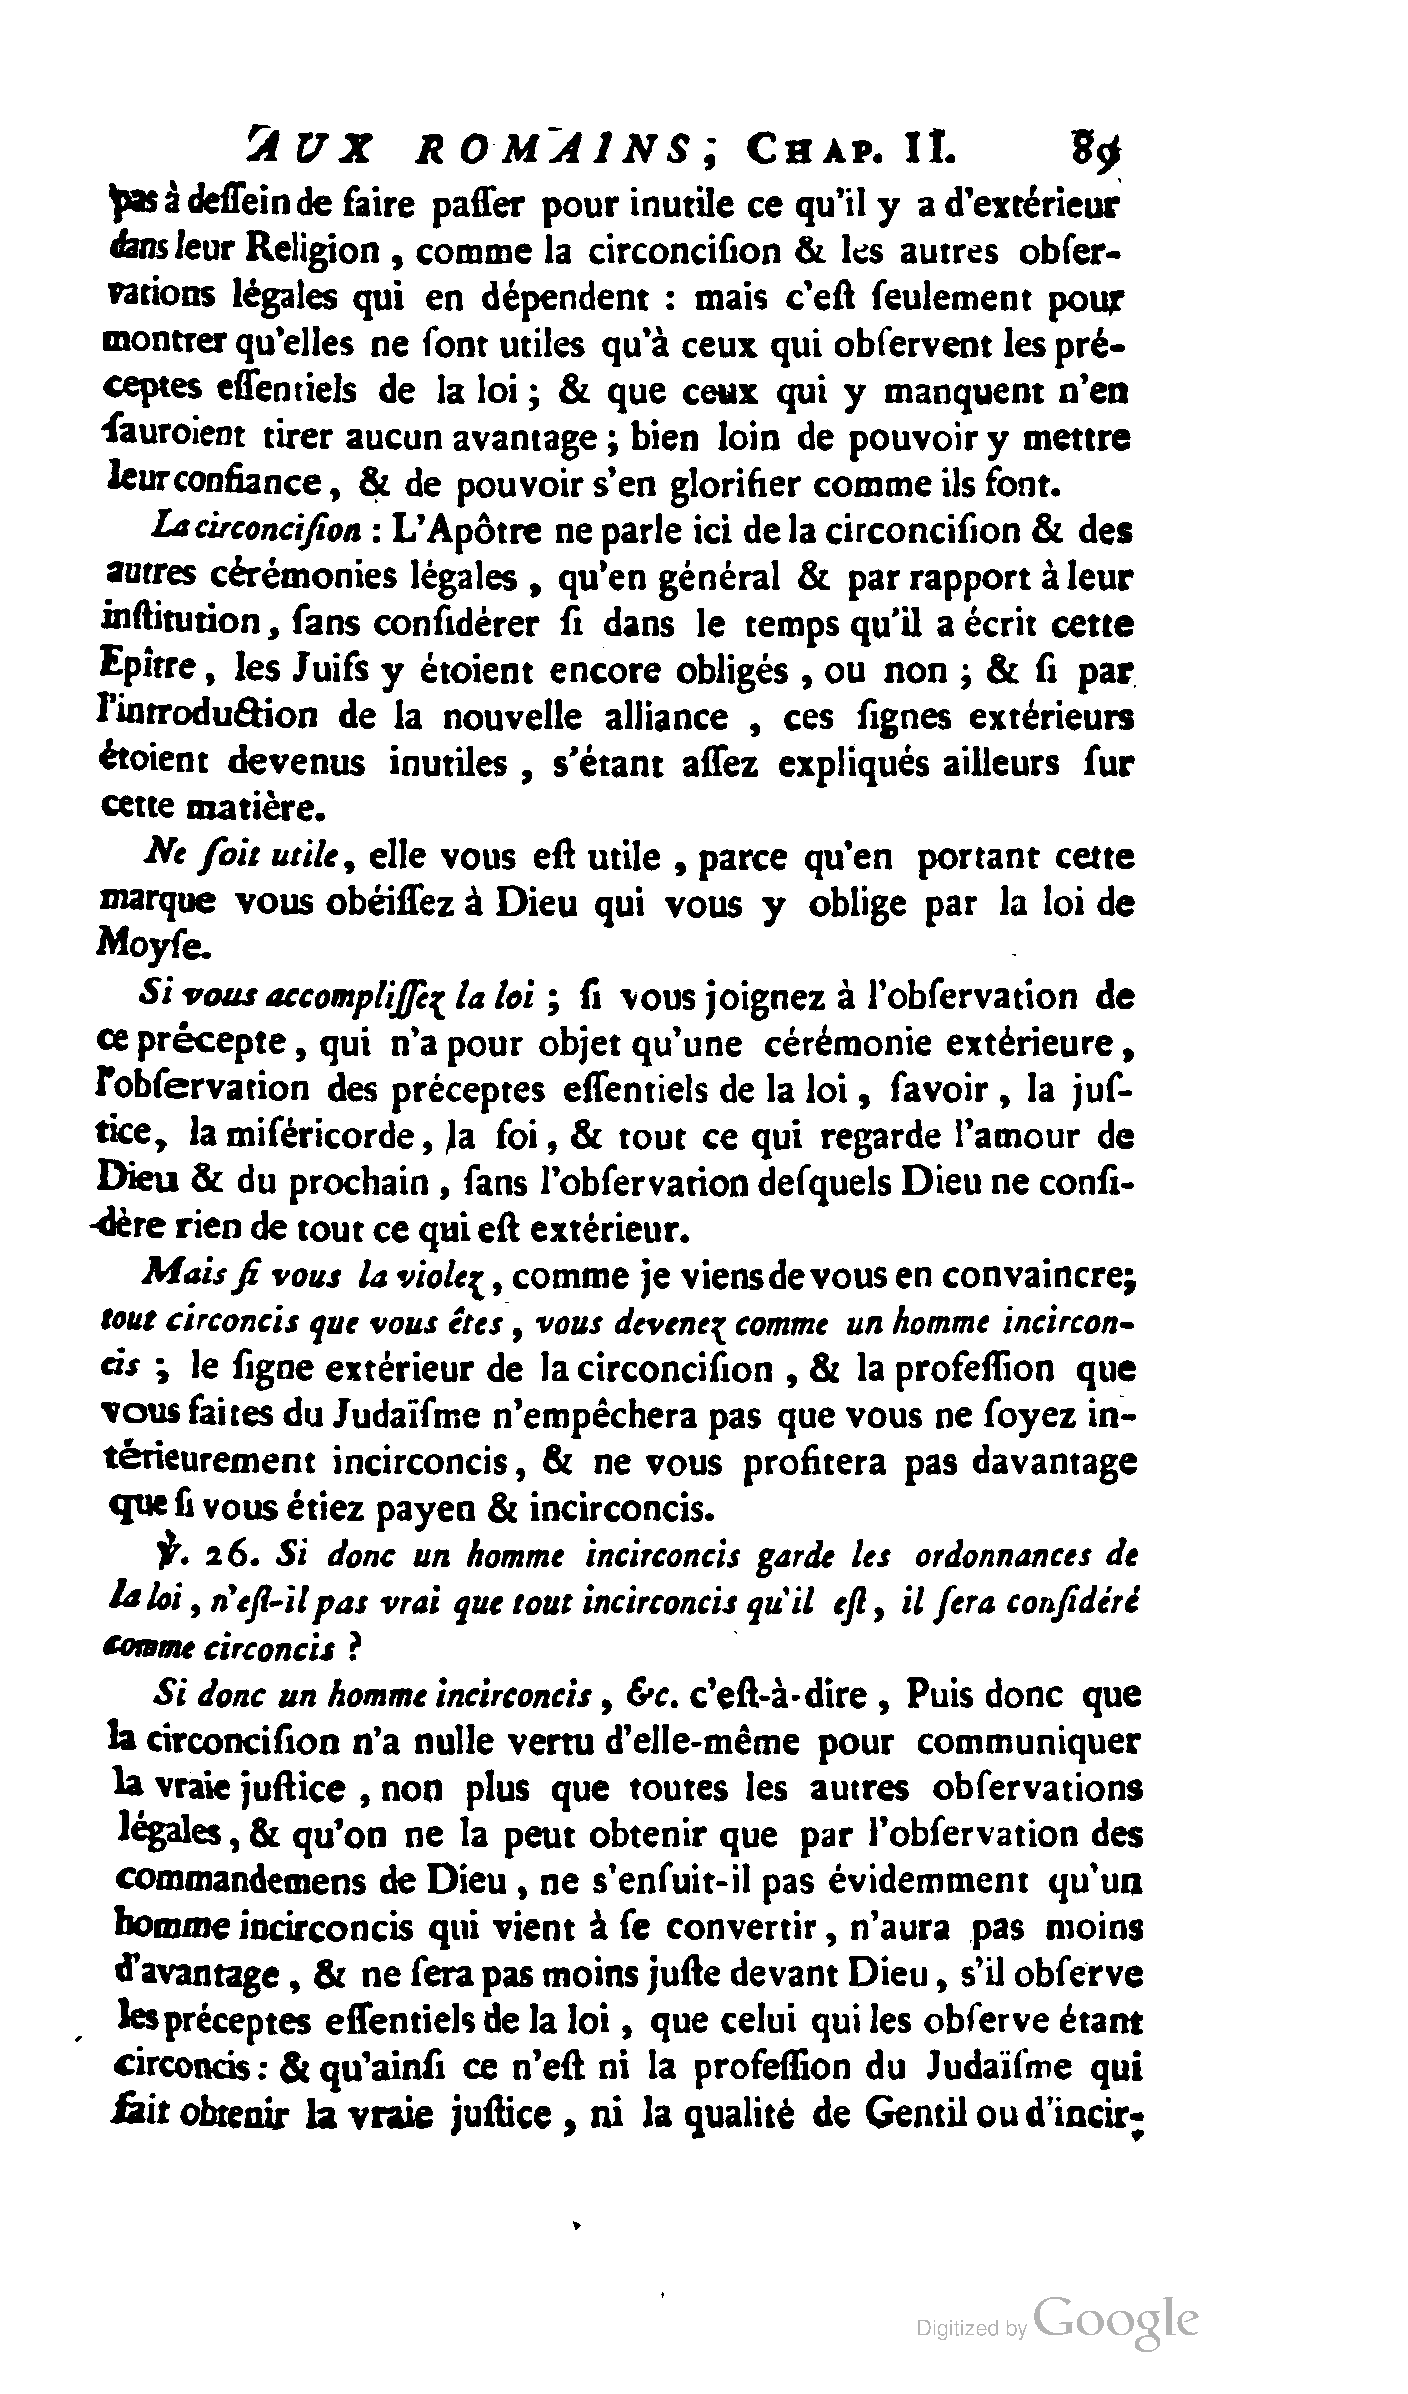 AUX ROMAINS, CHAP. II. 89
pas à deſſein de faire paſſer pour inutile ce qu'il y a d'extérieur
dans leur Religion, comme la circonciſion & les autres obſer-
vations légales qui en dépendent : mais c'eſt ſeulement pour
montrer qu'elles ne ſont utiles qu'à ceux qui obſervent les pré-
ceptes eſſentiels de la loi ; & que ceux qui y manquent n'en
ſauroient tirer aucun avantage ; bien loin de pouvoir y mettre
leur confiance, & de pouvoir s'en glorifier comme ils font.
La circonciſion : L'Apôtre ne parle ici de la circonciſion & des
autres cérémonies légales, qu'en général & par rapport à leur
inſtitution, ſans conſidérer ſi dans le temps qu'il a écrit cette
Epître, les Juifs y étoient encore obligés, ou non ; & ſi par
l'introduction de la nouvelle alliance, ces ſignes extérieurs
étoient devenus inutiles, s'étant aſſez expliqués ailleurs ſur
cette matière.
Ne ſoit utile, elle vous eſt utile, parce qu'en portant cette
marque vous obéiſſez à Dieu qui vous y oblige par la loi de
Moyſe.
Si vous accompliſſez la loi ; ſi vous joignez à l'obſervation de
ce précepte, qui n'a pour objet qu'une cérémonie extérieure,
l'obſervation des préceptes eſſentiels de la loi, ſavoir, la juſ-
tice, la miſéricorde, la foi, & tout ce qui regarde l'amour de
Dieu & du prochain, ſans l'obſervation deſquels Dieu ne conſi-
dère rien de tout ce qui eſt extérieur.
Mais ſi vous la violez, comme je viens de vous en convaincre;
tout circoncis que vous êtes, vous devenez comme un homme incircon-
cis ; le ſigne extérieur de la circonciſion, & la profeſſion que
vous faites du Judaïſme n'empêchera pas que vous ne ſoyez in-
térieurement incirconcis, & ne vous profitera pas davantage
que ſi vous étiez payen & incirconcis.
℣. 26. Si donc un homme incirconcis garde les ordonnances de
la loi, n'eſt-il pas vrai que tout incirconcis qu'il eſt, il ſera conſidéré
comme circoncis ?
Si donc un homme incirconcis, &c. c'eſt-à-dire, Puis donc que
la circonciſion n'a nulle vertu d'elle-même pour communiquer
la vraie juſtice, non plus que toutes les autres obſervations
légales, & qu'on ne la peut obtenir que par l'obſervation des
commandemens de Dieu, ne s'enſuit-il pas évidemment qu'un
homme incirconcis qui vient à ſe convertir, n'aura pas moins
d'avantage, & ne ſera pas moins juſte devant Dieu, s'il obſerve
les préceptes eſſentiels de la loi, que celui qui les obſerve étant
circoncis : & qu'ainſi ce n'eſt ni la profeſſion du Judaïſme qui
fait obtenir la vraie juſtice, ni la qualité de Gentil ou d'incir-
Digitized by Google